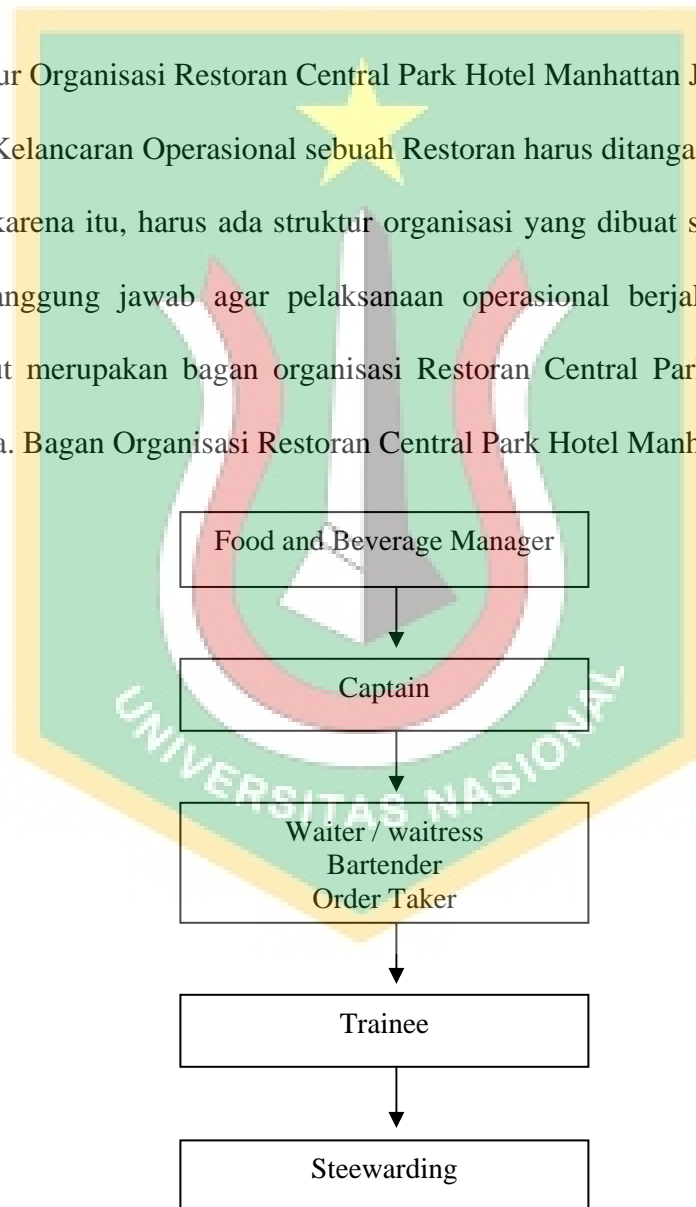 ur Organisasi Restoran Central Park Hotel Manhattan J
Kelancaran Operasional sebuah Restoran harus ditanga
karena itu, harus ada struktur organisasi yang dibuat s
anggung jawab agar pelaksanaan operasional berjal
ut merupakan bagan organisasi Restoran Central Par
a. Bagan Organisasi Restoran Central Park Hotel Manh
Food and Beverage Manager
Captain
UNIVERSITAS NASIONAL
Waiter / waitress
Bartender
Order Taker
Trainee
Steewarding